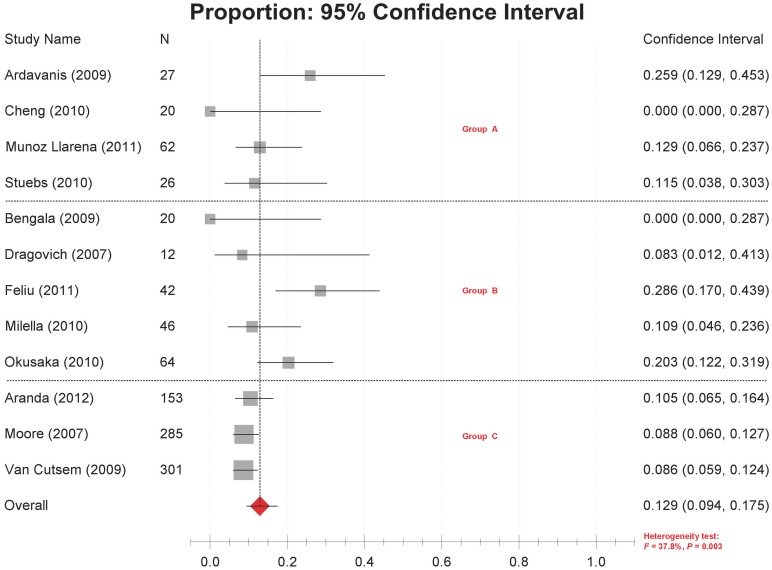 Proportion: 95% Confidence Interval
Study Name N Confidence Interval
Ardavanis (2009) 27 0.259 (0.129, 0.453)
Cheng (2010) 20 0.000 (0.000, 0.287)
Group A
Munoz Llarena (2011) 62 0.129 (0.066, 0.237)
Stuebs (2010) 26 0.115 (0.038, 0.303)
Bengala (2009) 20 0.000 (0.000, 0.287)
Dragovich (2007) 12 0.083 (0.012, 0.413)
Feliu (2011) 42 Group B 0.286 (0.170, 0.439)
Milella (2010) 46 0.109 (0.046, 0.236)
Okusaka (2010) 64 0.203 (0.122, 0.319)
Aranda (2012) 153 0.105 (0.065, 0.164)
Moore (2007) 285 Group C 0.088 (0.060, 0.127)
Van Cutsem (2009) 301 0.086 (0.059, 0.124)
Overall 0.129 (0.094, 0.175)
Heterogeneity test:
F = 37.8%, P = 0.003
0.0 0.2 0.4 0.6 0.8 1.0